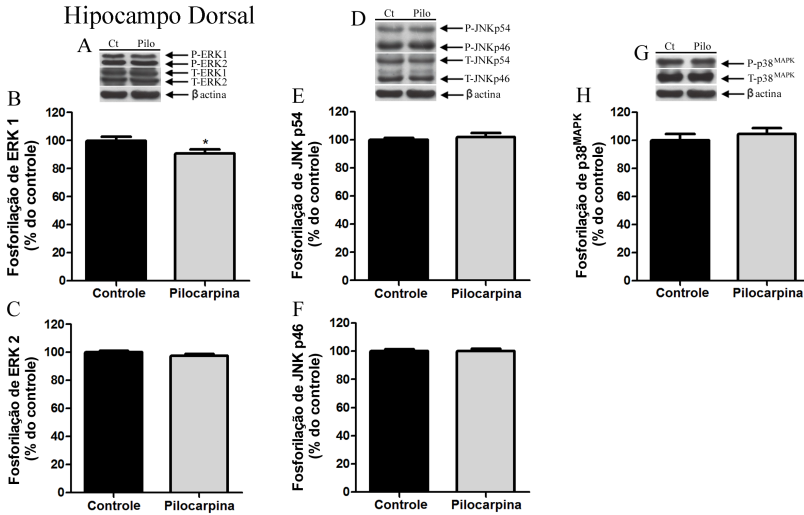 Hipocampo Dorsal
A
Ct Pilo
P-ERK1
P-ERK2
T-ERK1
T-ERK2
β actina
B
Fosforilação de ERK 1
(% do controle)
120
100
80
60
40
20
0
*
Controle Pilocarpina
C
Fosforilação de ERK 2
(% do controle)
120
100
80
60
40
20
0
Controle Pilocarpina
D
Ct Pilo
P-JNKp54
P-JNKp46
T-JNKp54
T-JNKp46
β actina
E
Fosforilação de JNK p54
(% do controle)
120
100
80
60
40
20
0
Controle Pilocarpina
F
Fosforilação de JNK p46
(% do controle)
120
100
80
60
40
20
0
Controle Pilocarpina
G
Ct Pilo
P-p38MAPK
T-p38MAPK
β actina
H
Fosforilação de p38MAPK
(% do controle)
120
100
80
60
40
20
0
Controle Pilocarpina